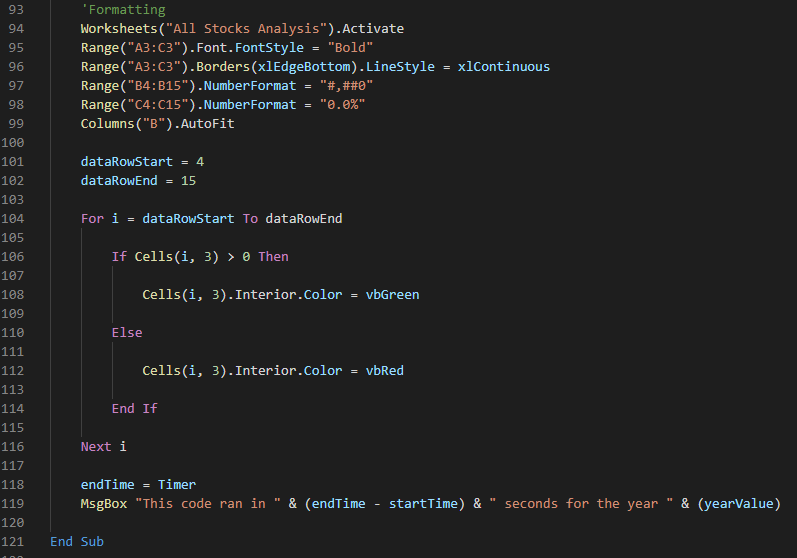 93 'Formatting
94 Worksheets("All Stocks Analysis").Activate
95 Range("A3:C3").Font.FontStyle = "Bold"
96 Range("A3:C3").Borders(xlEdgeBottom).LineStyle = xlContinuous
97 Range("B4:B15").NumberFormat = "#,##0"
98 Range("C4:C15").NumberFormat = "0.0%"
99 Columns("B").AutoFit
100
101 dataRowStart = 4
102 dataRowEnd = 15
103
104 For i = dataRowStart To dataRowEnd
105
106 If Cells(i, 3) > 0 Then
107
108 Cells(i, 3).Interior.Color = vbGreen
109
110 Else
111
112 Cells(i, 3).Interior.Color = vbRed
113
114 End If
115
116 Next i
117
118 endTime = Timer
119 MsgBox "This code ran in " & (endTime - startTime) & " seconds for the year " & (yearValue)
120
121 End Sub